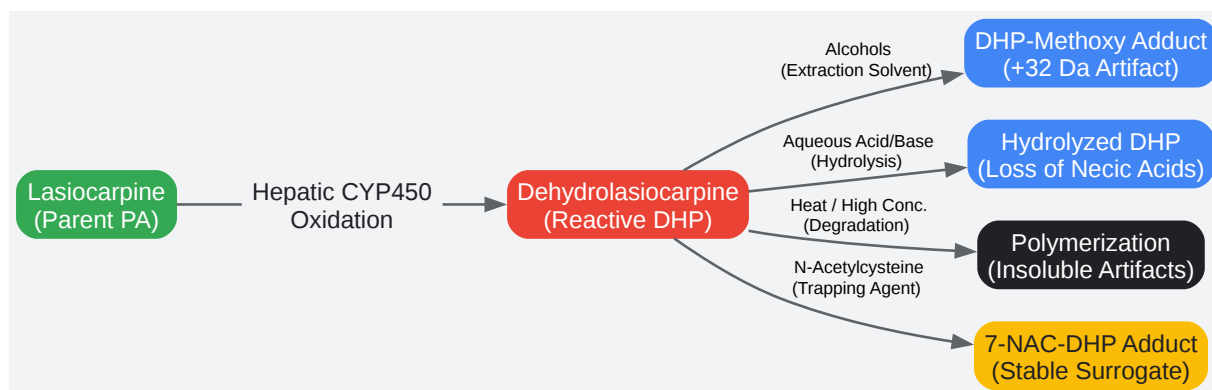 Lasiocarpine
(Parent PA)
Hepatic CYP450
Oxidation
Dehydrolasiocarpine
(Reactive DHP)
Alcohols
(Extraction Solvent)
DHP-Methoxy Adduct
(+32 Da Artifact)
Aqueous Acid/Base
(Hydrolysis)
Hydrolyzed DHP
(Loss of Necic Acids)
Heat / High Conc.
(Degradation)
Polymerization
(Insoluble Artifacts)
N-Acetylcysteine
(Trapping Agent)
7-NAC-DHP Adduct
(Stable Surrogate)